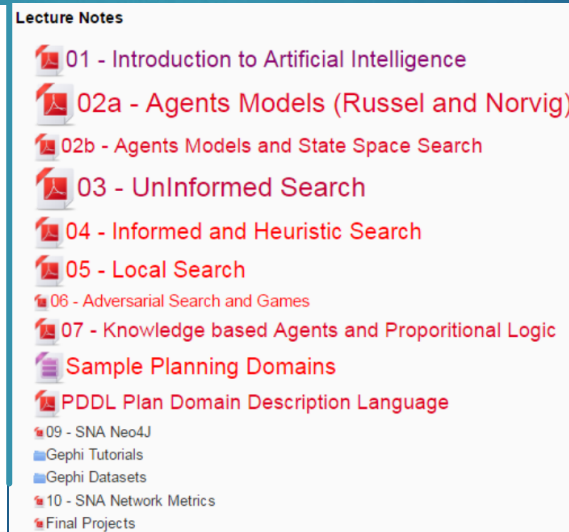 Lecture Notes
01 - Introduction to Artificial Intelligence
02a - Agents Models (Russel and Norvig)
02b - Agents Models and State Space Search
03 - UnInformed Search
04 - Informed and Heuristic Search
05 - Local Search
06 - Adversarial Search and Games
07 - Knowledge based Agents and Proporitional Logic
Sample Planning Domains
PDDL Plan Domain Description Language
09 - SNA Neo4J
Gephi Tutorials
Gephi Datasets
10 - SNA Network Metrics
Final Projects